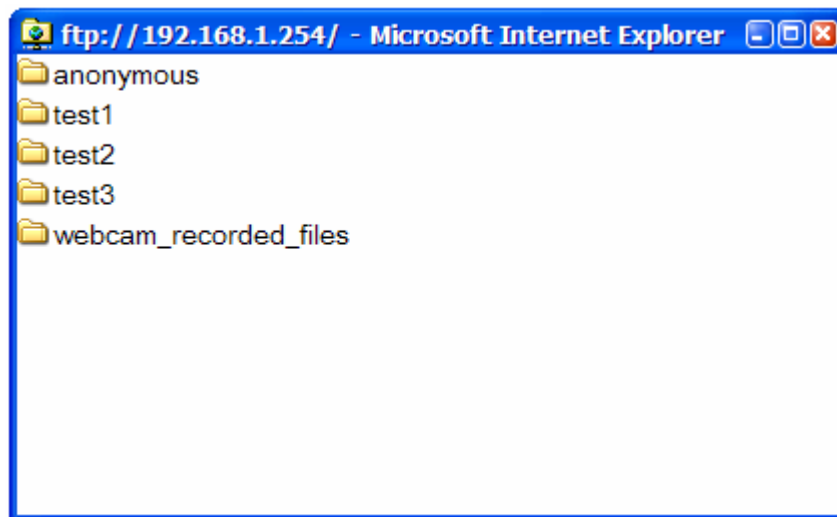 ftp://192.168.1.254/ - Microsoft Internet Explorer
anonymous
test1
test2
test3
webcam_recorded_files